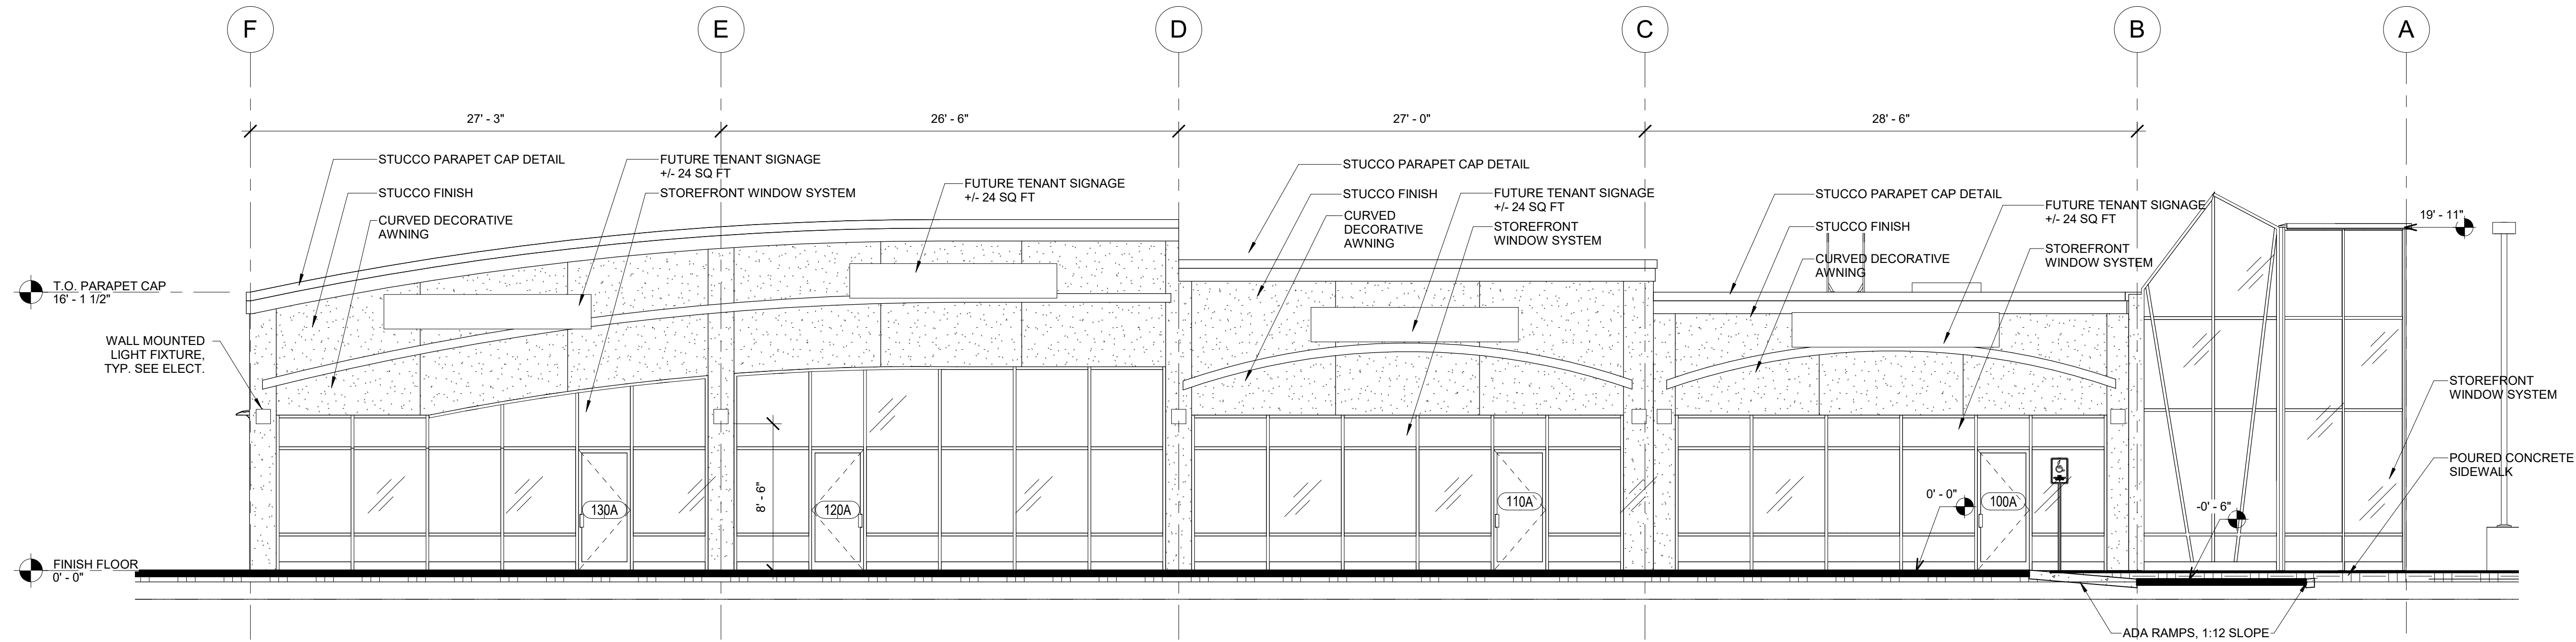 F
E
D
C
B
A
27' - 3"
26' - 6"
27' - 0"
28' - 6"
STUCCO PARAPET CAP DETAIL
STUCCO FINISH
CURVED DECORATIVE
AWNING
FUTURE TENANT SIGNAGE
+/- 24 SQ FT
STOREFRONT WINDOW SYSTEM
FUTURE TENANT SIGNAGE
+/- 24 SQ FT
STUCCO PARAPET CAP DETAIL
STUCCO FINISH
CURVED
DECORATIVE
AWNING
FUTURE TENANT SIGNAGE
+/- 24 SQ FT
STOREFRONT
WINDOW SYSTEM
STUCCO PARAPET CAP DETAIL
STUCCO FINISH
CURVED DECORATIVE
AWNING
FUTURE TENANT SIGNAGE
+/- 24 SQ FT
STOREFRONT
WINDOW SYSTEM
19' - 11"
T.O. PARAPET CAP
16' - 1 1/2"
WALL MOUNTED
LIGHT FIXTURE,
TYP. SEE ELECT.
STOREFRONT
WINDOW SYSTEM
POURED CONCRETE
SIDEWALK
8' - 6"
130A
120A
110A
100A
0' - 0"
-0' - 6"
FINISH FLOOR
0' - 0"
ADA RAMPS, 1:12 SLOPE